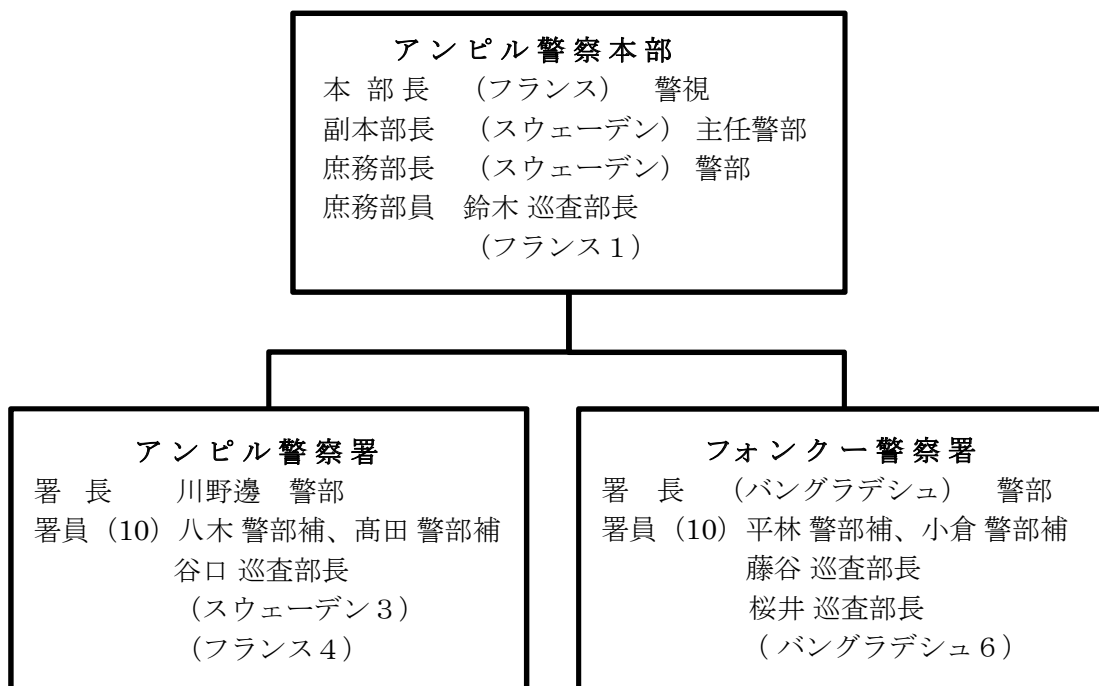 アンピル警察本部
本部長 （フランス） 警視
副本部長 （スウェーデン） 主任警部
庶務部長 （スウェーデン） 警部
庶務部員 鈴木 巡査部長
（フランス１）
アンピル警察署
署長 川野邊 警部
署員（10）八木 警部補、髙田 警部補
谷口 巡査部長
（スウェーデン３）
（フランス４）
フォンクー警察署
署長 （バングラデシュ） 警部
署員（10）平林 警部補、小倉 警部補
藤谷 巡査部長
桜井 巡査部長
（バングラデシュ６）